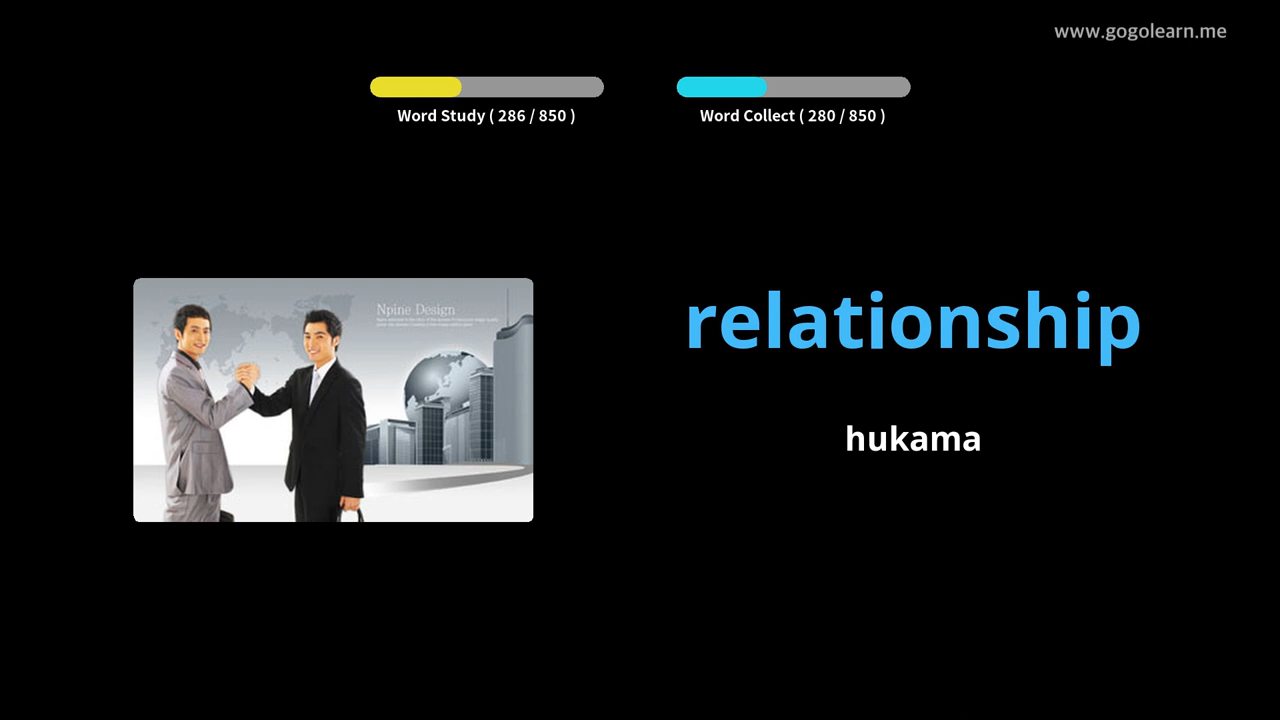 www.gogolearn.me
Word Study ( 286 / 850 )
Word Collect ( 280 / 850 )
Npine Design
relationship
hukama